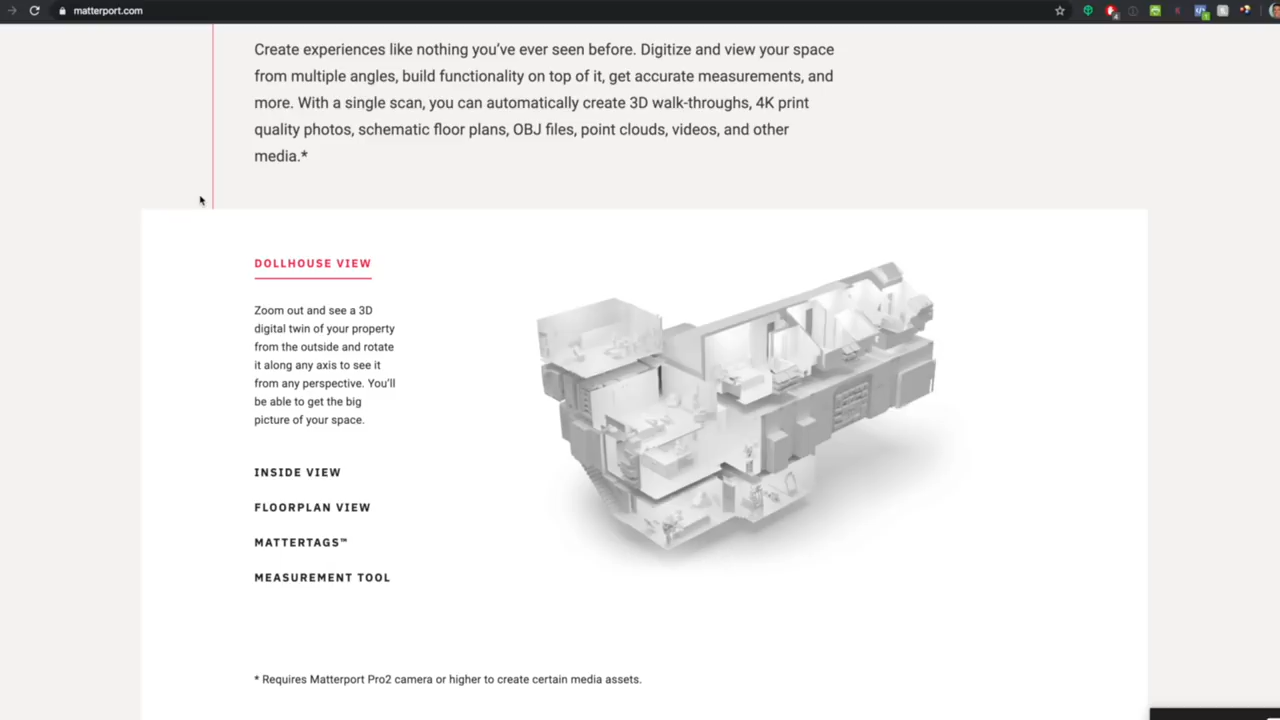 matterport.com
Create experiences like nothing you’ve ever seen before. Digitize and view your space
from multiple angles, build functionality on top of it, get accurate measurements, and
more. With a single scan, you can automatically create 3D walk-throughs, 4K print
quality photos, schematic floor plans, OBJ files, point clouds, videos, and other
media.*
DOLLHOUSE VIEW
Zoom out and see a 3D
digital twin of your property
from the outside and rotate
it along any axis to see it
from any perspective. You’ll
be able to get the big
picture of your space.
INSIDE VIEW
FLOORPLAN VIEW
MATTERTAGS™
MEASUREMENT TOOL
* Requires Matterport Pro2 camera or higher to create certain media assets.